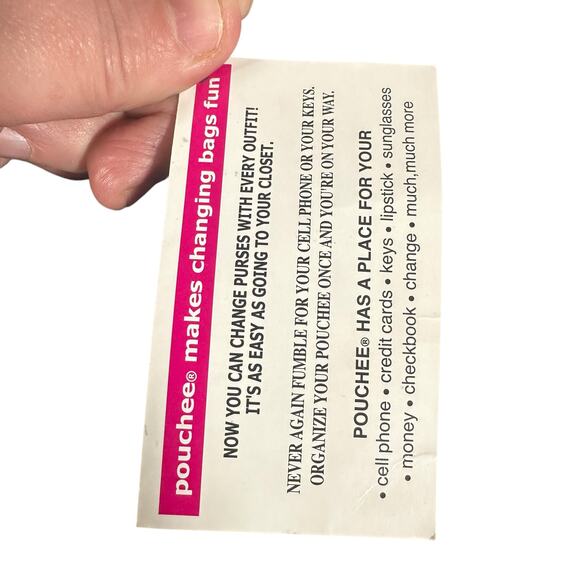 pouchee® makes changing bags fun
NOW YOU CAN CHANGE PURSES WITH EVERY OUTFIT!
IT'S AS EASY AS GOING TO YOUR CLOSET.
NEVER AGAIN FUMBLE FOR YOUR CELL PHONE OR YOUR KEYS.
ORGANIZE YOUR POUCHEE ONCE AND YOU'RE ON YOUR WAY.
POUCHEE® HAS A PLACE FOR YOUR
• cell phone • credit cards • keys • lipstick • sunglasses
• money • checkbook • change • much,much more